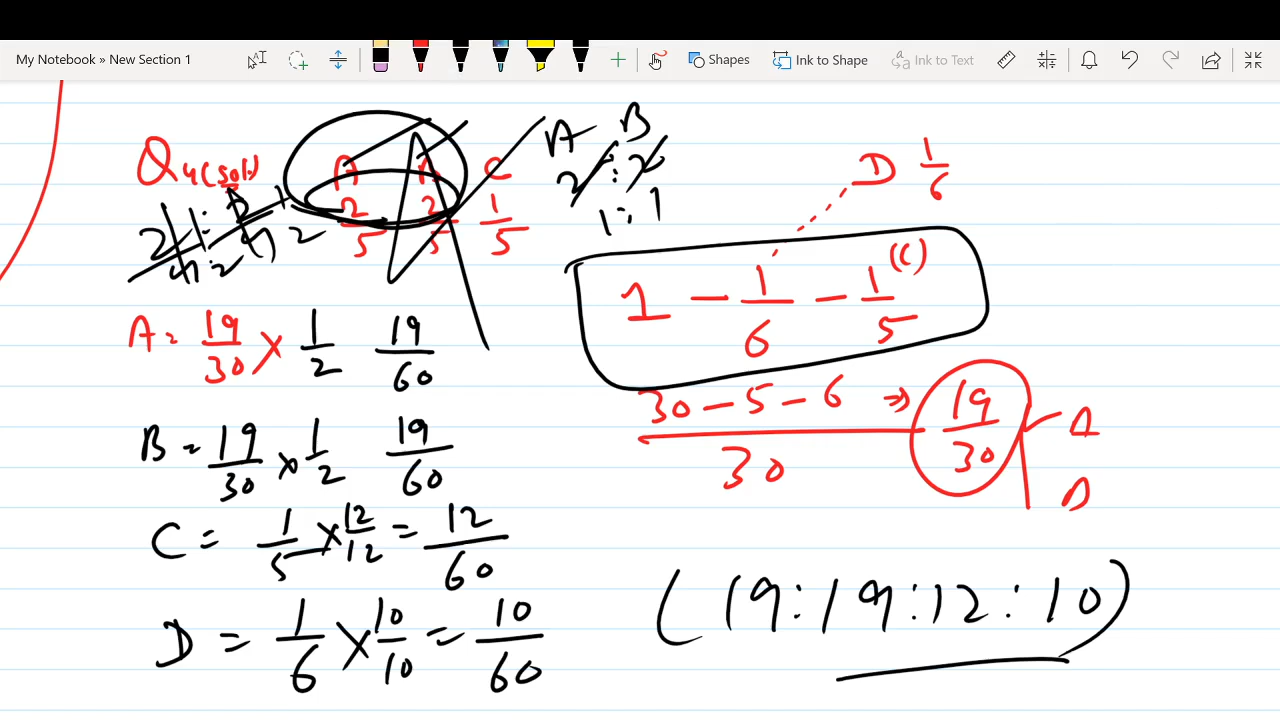 My Notebook » New Section 1
Shapes
Ink to Shape
Ink to Text
Q4(sol)
A A C
2/5 2/5 1/5
A B
2 : 2
1 : 1
D 1/6
1 - 1/6 - 1/5 (C)
30 - 5 - 6 / 30 ⇒ 19/30
A = 19/30 × 1/2 19/60
B = 19/30 × 1/2 19/60
C = 1/5 × 12/12 = 12/60
D = 1/6 × 10/10 = 10/60
(19:19:12:10)